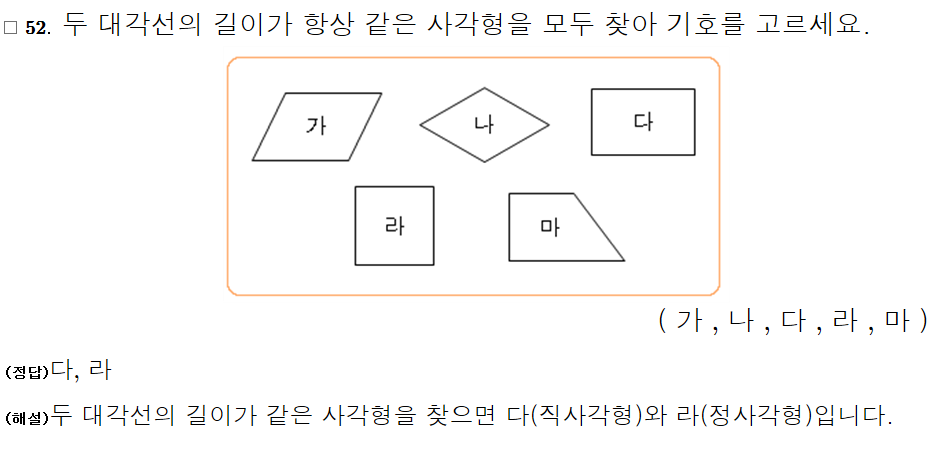 □ 52. 두 대각선의 길이가 항상 같은 사각형을 모두 찾아 기호를 고르세요.
가 나 다
라 마
( 가 , 나 , 다 , 라 , 마 )
(정답)다, 라
(해설)두 대각선의 길이가 같은 사각형을 찾으면 다(직사각형)와 라(정사각형)입니다.